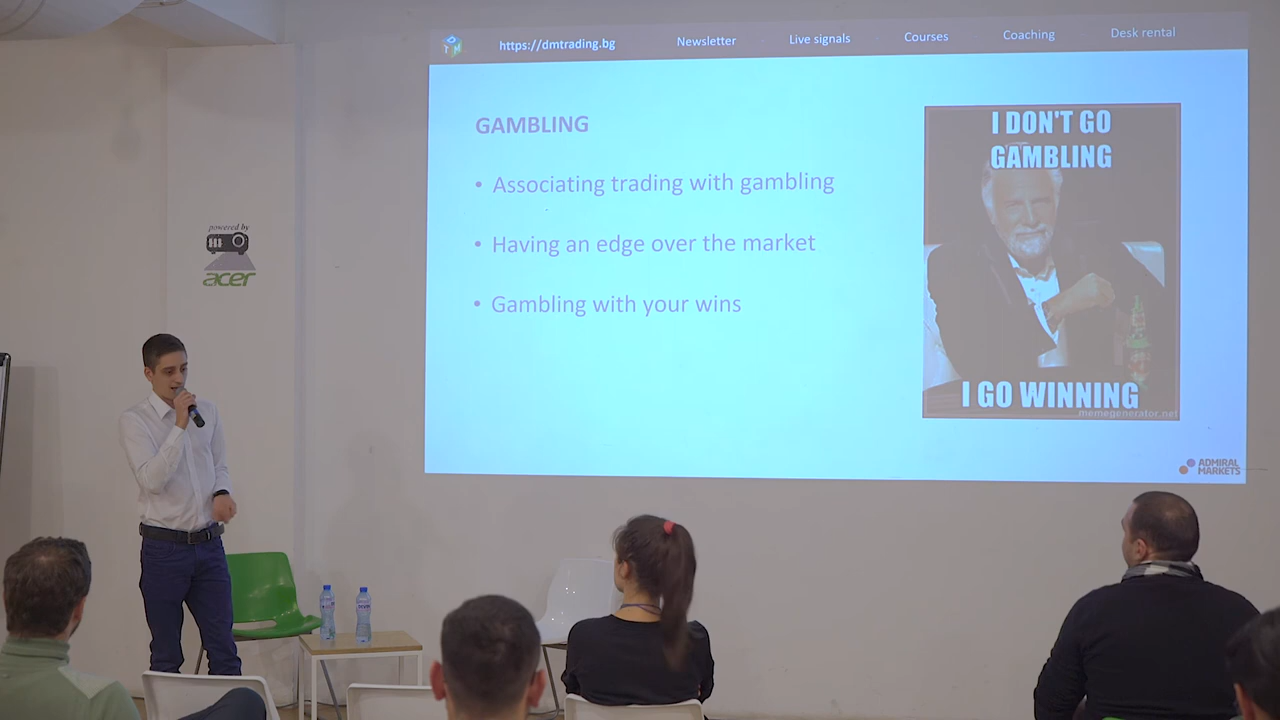 https://dmtrading.bg Newsletter Live signals Courses Coaching Desk rental
GAMBLING
• Associating trading with gambling
• Having an edge over the market
• Gambling with your wins
I DON'T GO
GAMBLING
I GO WINNING
memegenerator.net
ADMIRAL
MARKETS
powered by
acer